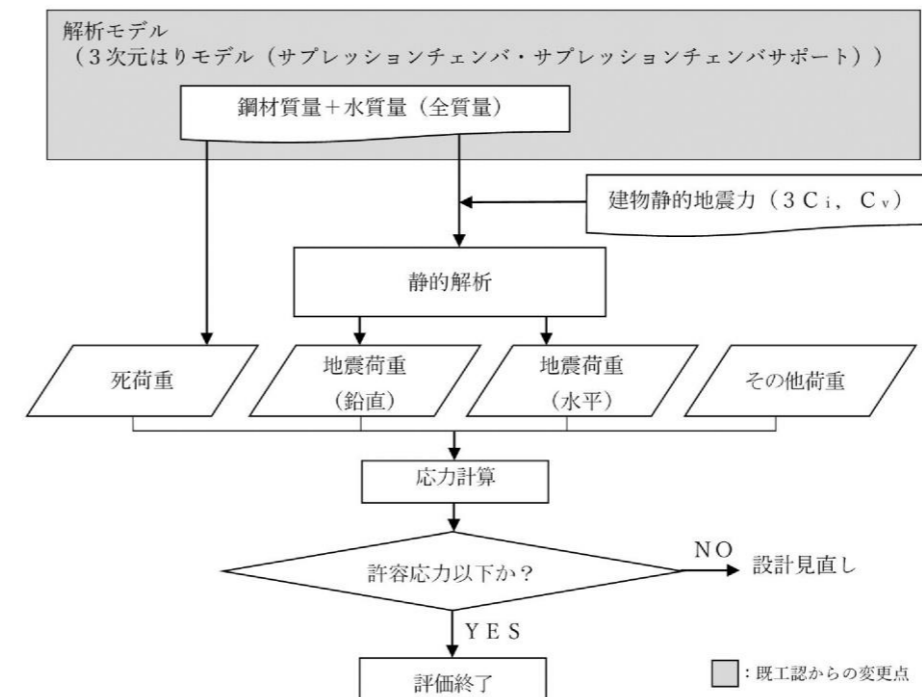 解析モデル
(3次元はりモデル(サプレッションチェンバ・サプレッションチェンバサポート))
鋼材質量+水質量(全質量)
建物静的地震力(3Ci,Cv)
静的解析
死荷重
地震荷重
(鉛直)
地震荷重
(水平)
その他荷重
応力計算
許容応力以下か?
NO
設計見直し
YES
評価終了
:既工認からの変更点